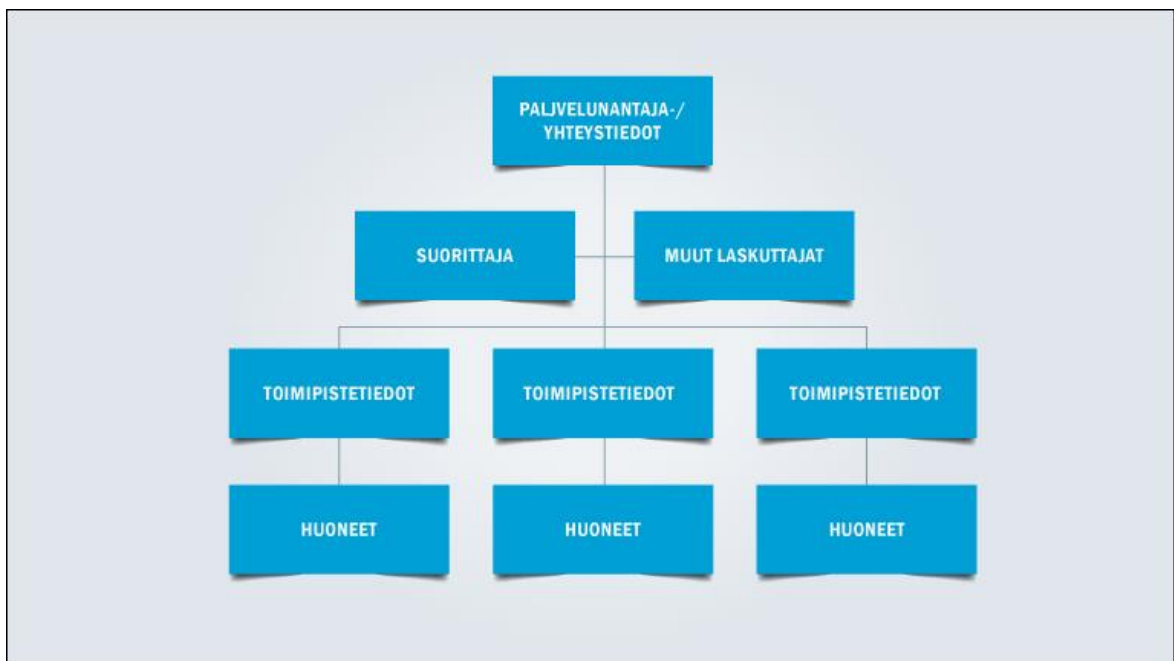 PALJVELUNANTAJA-/
YHTEYSTIEDOT
SUORITTAJA
MUUT LASKUTTAJAT
TOIMIPISTETIEDOT
TOIMIPISTETIEDOT
TOIMIPISTETIEDOT
HUONEET
HUONEET
HUONEET